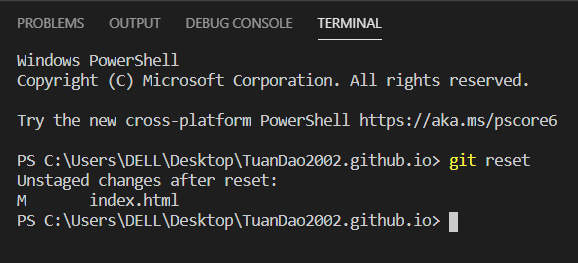 PROBLEMS OUTPUT DEBUG CONSOLE TERMINAL
Windows PowerShell
Copyright (C) Microsoft Corporation. All rights reserved.
Try the new cross-platform PowerShell https://aka.ms/pscore6
PS C:\Users\DELL\Desktop\TuanDao2002.github.io> git reset
Unstaged changes after reset:
M       index.html
PS C:\Users\DELL\Desktop\TuanDao2002.github.io>